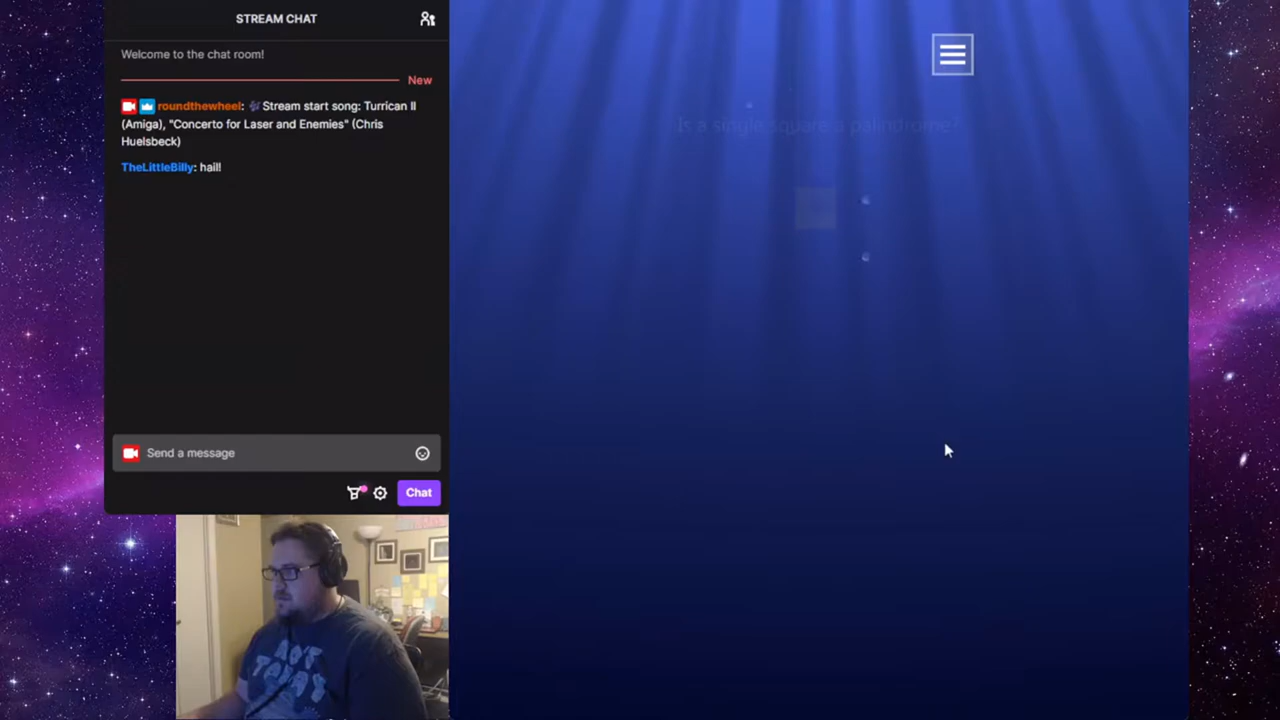 STREAM CHAT
Welcome to the chat room!
New
roundthewheel: Stream start song: Turrican II
(Amiga), "Concerto for Laser and Enemies" (Chris
Huelsbeck)
TheLittleBilly: hail!
Send a message
Chat
Is a single square a palindrome?